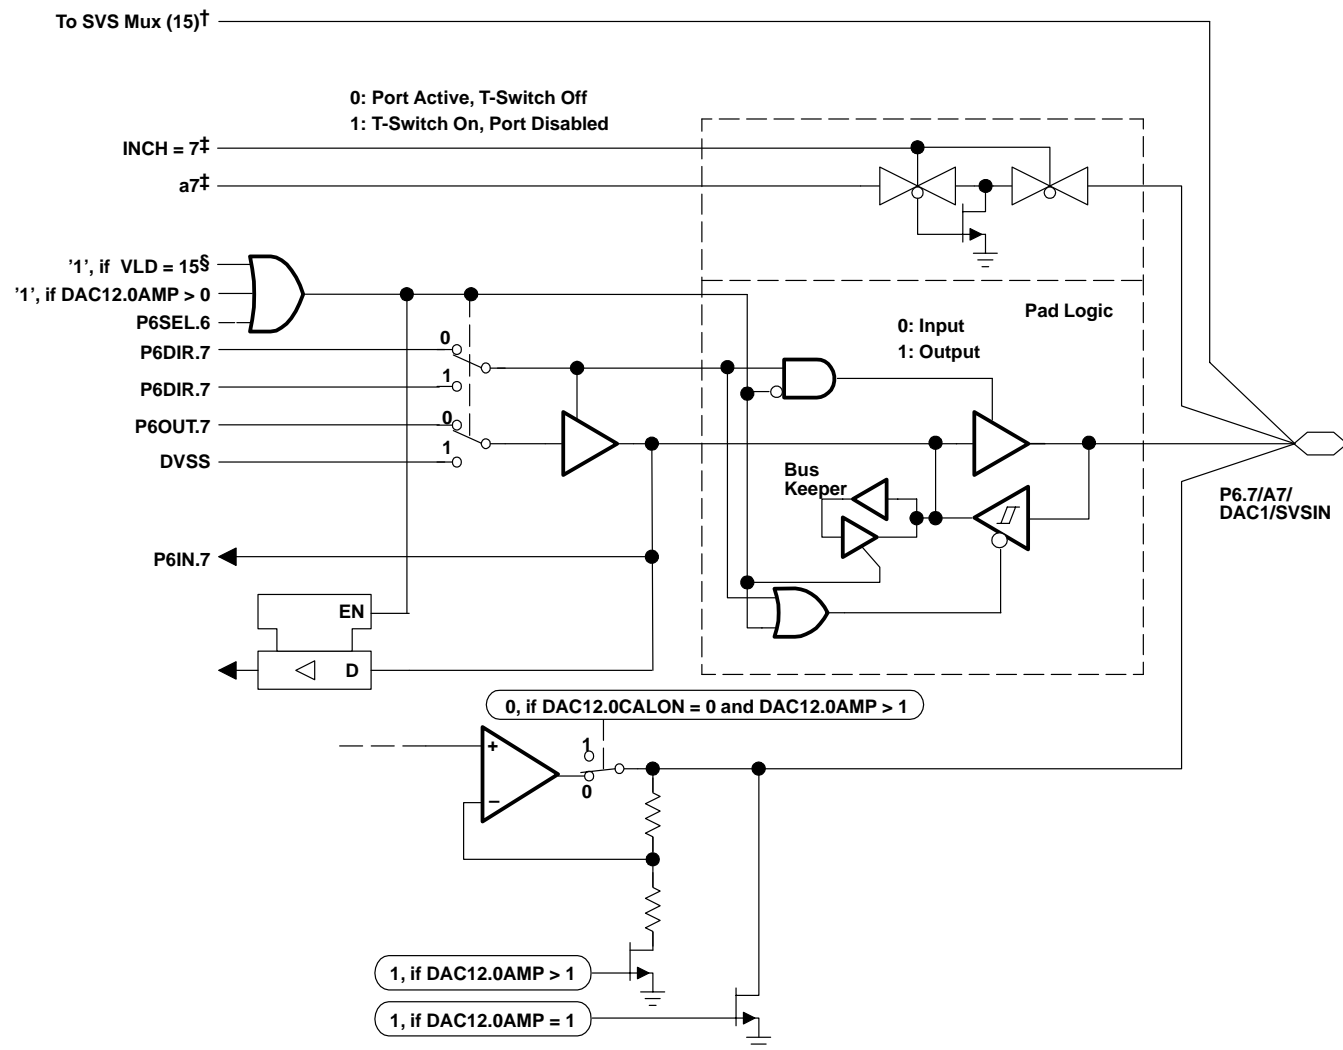 To SVS Mux (15)†
0: Port Active, T-Switch Off
1: T-Switch On, Port Disabled
INCH = 7‡
a7‡
’1’, if VLD = 15§
’1’, if DAC12.0AMP > 0
P6SEL.6
P6DIR.7
P6DIR.7
P6OUT.7
DVSS
0
1
0
1
Pad Logic
0: Input
1: Output
Bus
Keeper
P6.7/A7/
DAC1/SVSIN
P6IN.7
EN
D
0, if DAC12.0CALON = 0 and DAC12.0AMP > 1
+
−
1
0
1, if DAC12.0AMP > 1
1, if DAC12.0AMP = 1